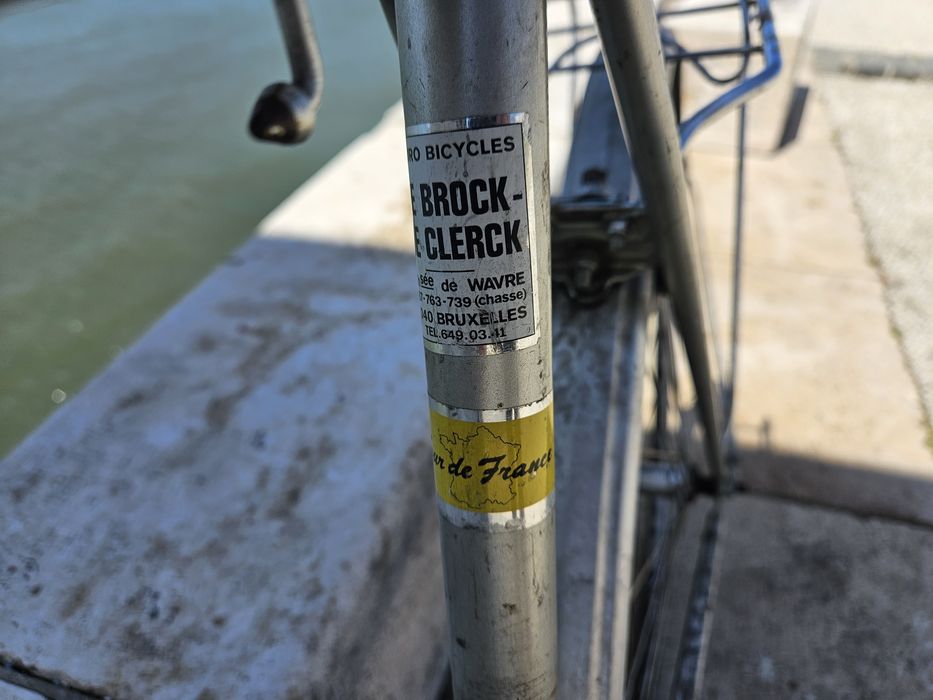 RO BICYCLES
E BROCK-
E CLERCK
sée de WAVRE
7-763-739 (chasse)
040 BRUXELLES
TEL.649.03.41
ur de France